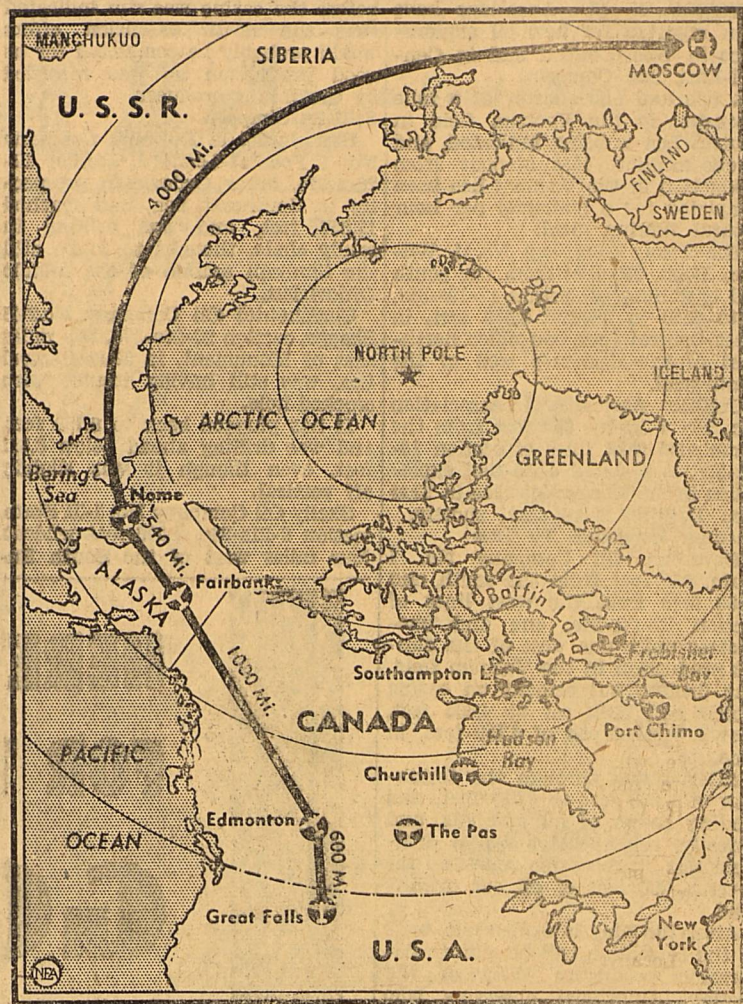 MANCHUKUO
SIBERIA
MOSCOW
U. S. S. R.
FINLAND
SWEDEN
4000 Mi.
NORTH POLE
ICELAND
ARCTIC OCEAN
GREENLAND
Bering
Sea
Nome
540 Mi.
ALASKA
Fairbanks
Baffin Land
Frobisher
Bay
Southampton I.
1000 Mi.
CANADA
Port Chimo
Hudson
Bay
PACIFIC
OCEAN
Churchill
Edmonton
The Pas
600 Mi.
Great Falls
New
York
U. S. A.
NEA